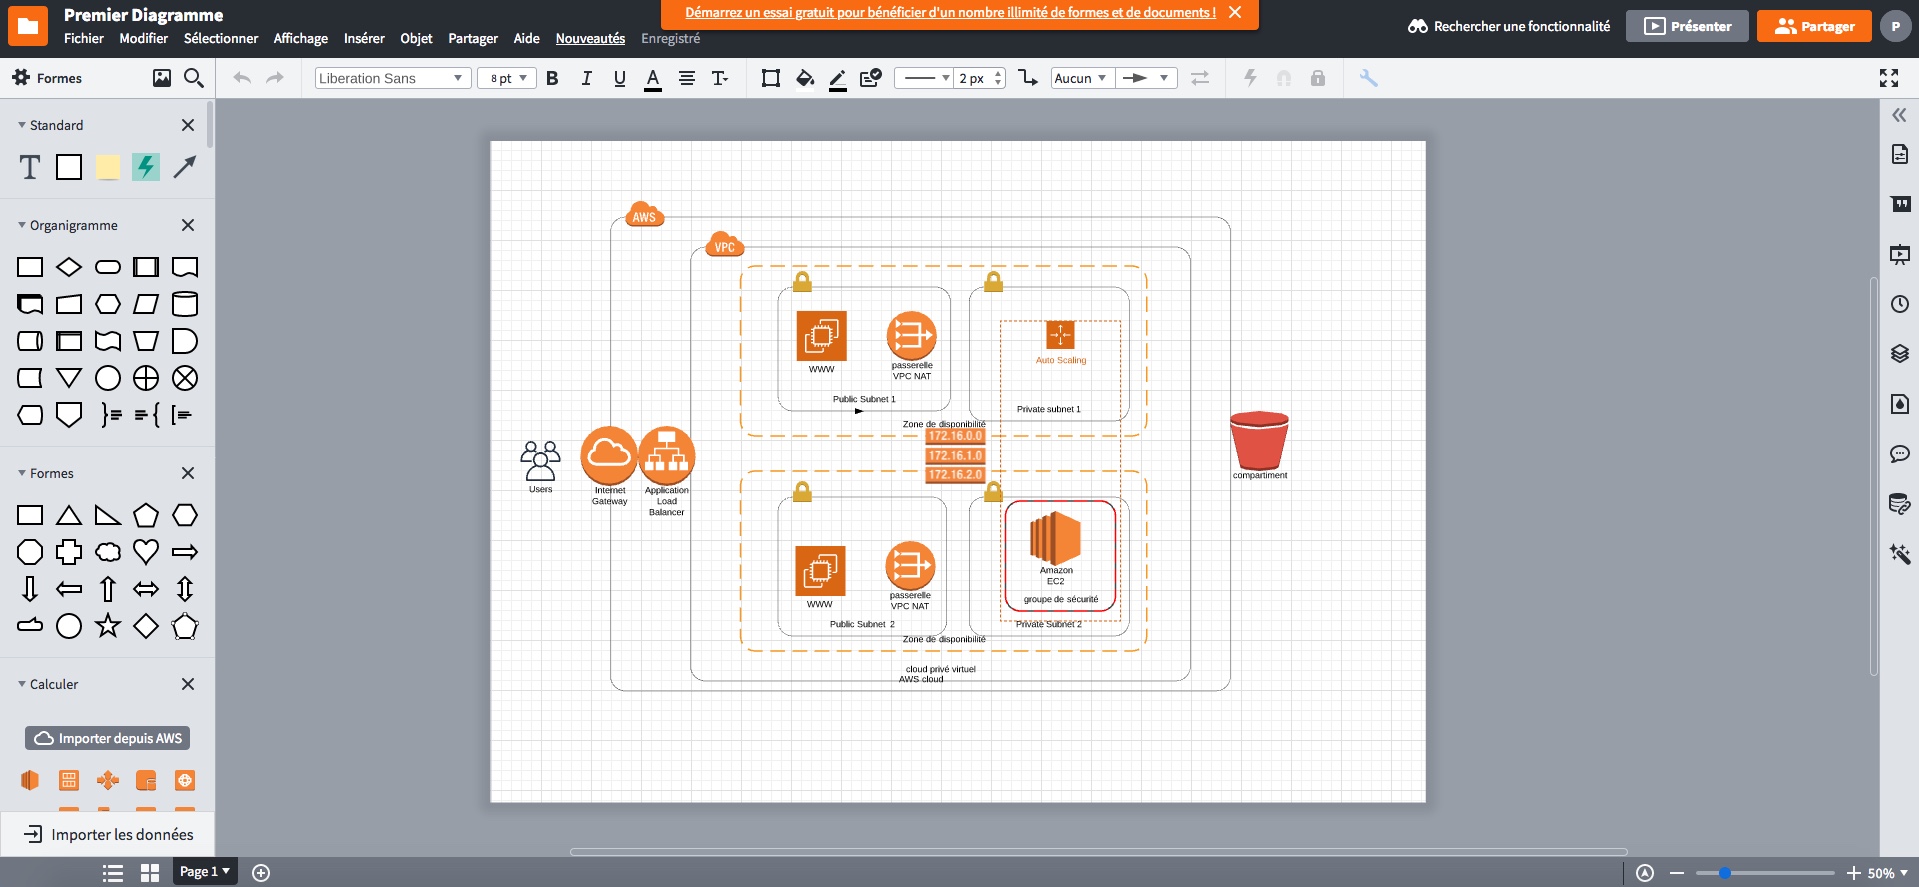 Premier Diagramme
Démarrez un essai gratuit pour bénéficier d'un nombre illimité de formes et de documents !
Fichier Modifier Sélectionner Affichage Insérer Objet Partager Aide Nouveautés Enregistré
Rechercher une fonctionnalité
Présenter
Partager
P
Formes
Liberation Sans
8 pt
B I U A T
2 px
Aucun
Standard
T
Organigramme
Formes
Calculer
Importer depuis AWS
Importer les données
AWS
VPC
WWW
passerelle
VPC NAT
Public Subnet 1
Auto Scaling
Private subnet 1
Zone de disponibilité
172.16.0.0
172.16.1.0
172.16.2.0
Users
Internet
Gateway
Application
Load
Balancer
compartiment
WWW
passerelle
VPC NAT
Public Subnet 2
Amazon
EC2
groupe de sécurité
Private Subnet 2
Zone de disponibilité
cloud privé virtuel
AWS cloud
Page 1
50%